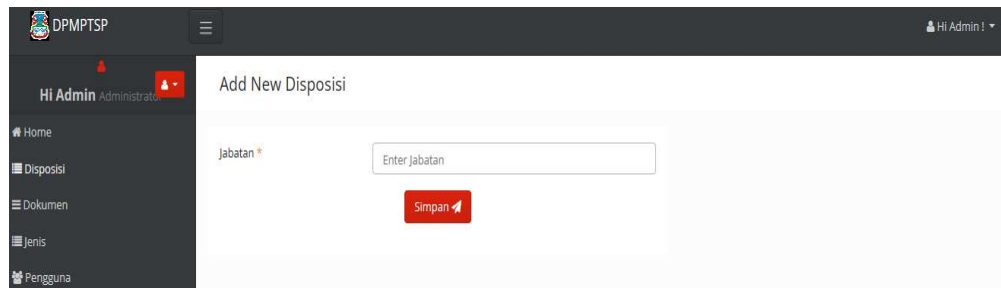 DPMPTSP
Hi Admin !
Hi Admin Administrator
Add New Disposisi
Home
Jabatan *
Enter Jabatan
Disposisi
Simpan
Dokumen
Jenis
Pengguna